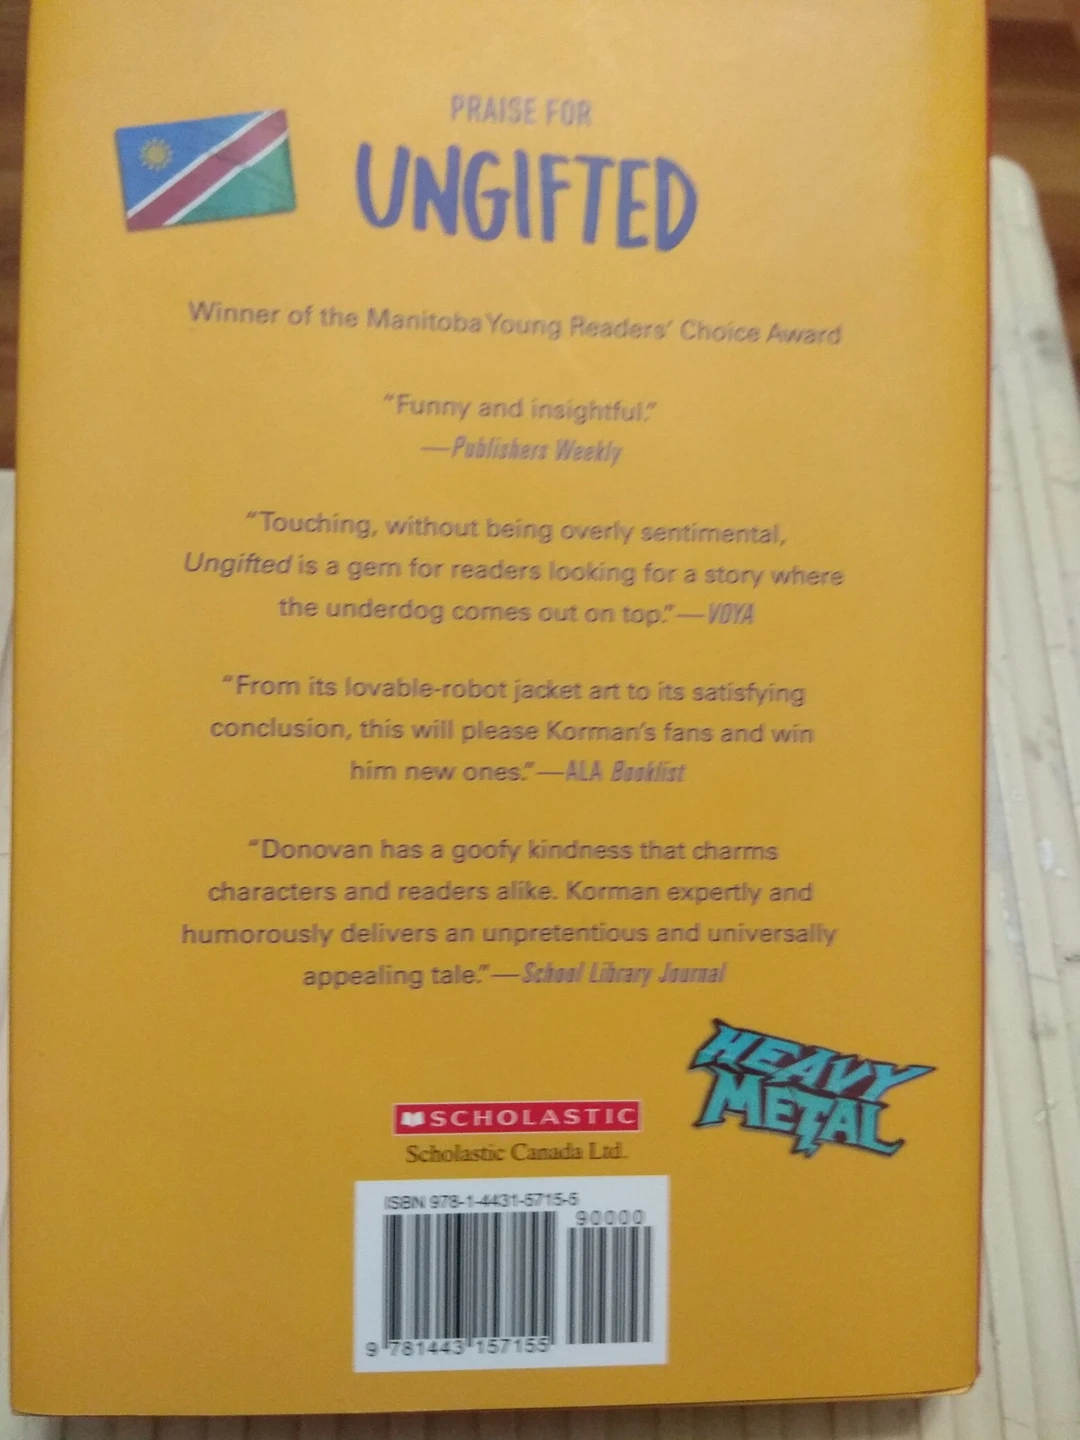 PRAISE FOR
UNGIFTED
Winner of the Manitoba Young Readers' Choice Award
"Funny and insightful."
—Publishers Weekly
"Touching, without being overly sentimental,
Ungifted is a gem for readers looking for a story where
the underdog comes out on top."—VOYA
"From its lovable-robot jacket art to its satisfying
conclusion, this will please Korman's fans and win
him new ones."—ALA Booklist
"Donovan has a goofy kindness that charms
characters and readers alike. Korman expertly and
humorously delivers an unpretentious and universally
appealing tale."—School Library Journal
HEAVY
METAL
SCHOLASTIC
Scholastic Canada Ltd.
ISBN 978-1-4431-5715-5
90000
9 781443 157155